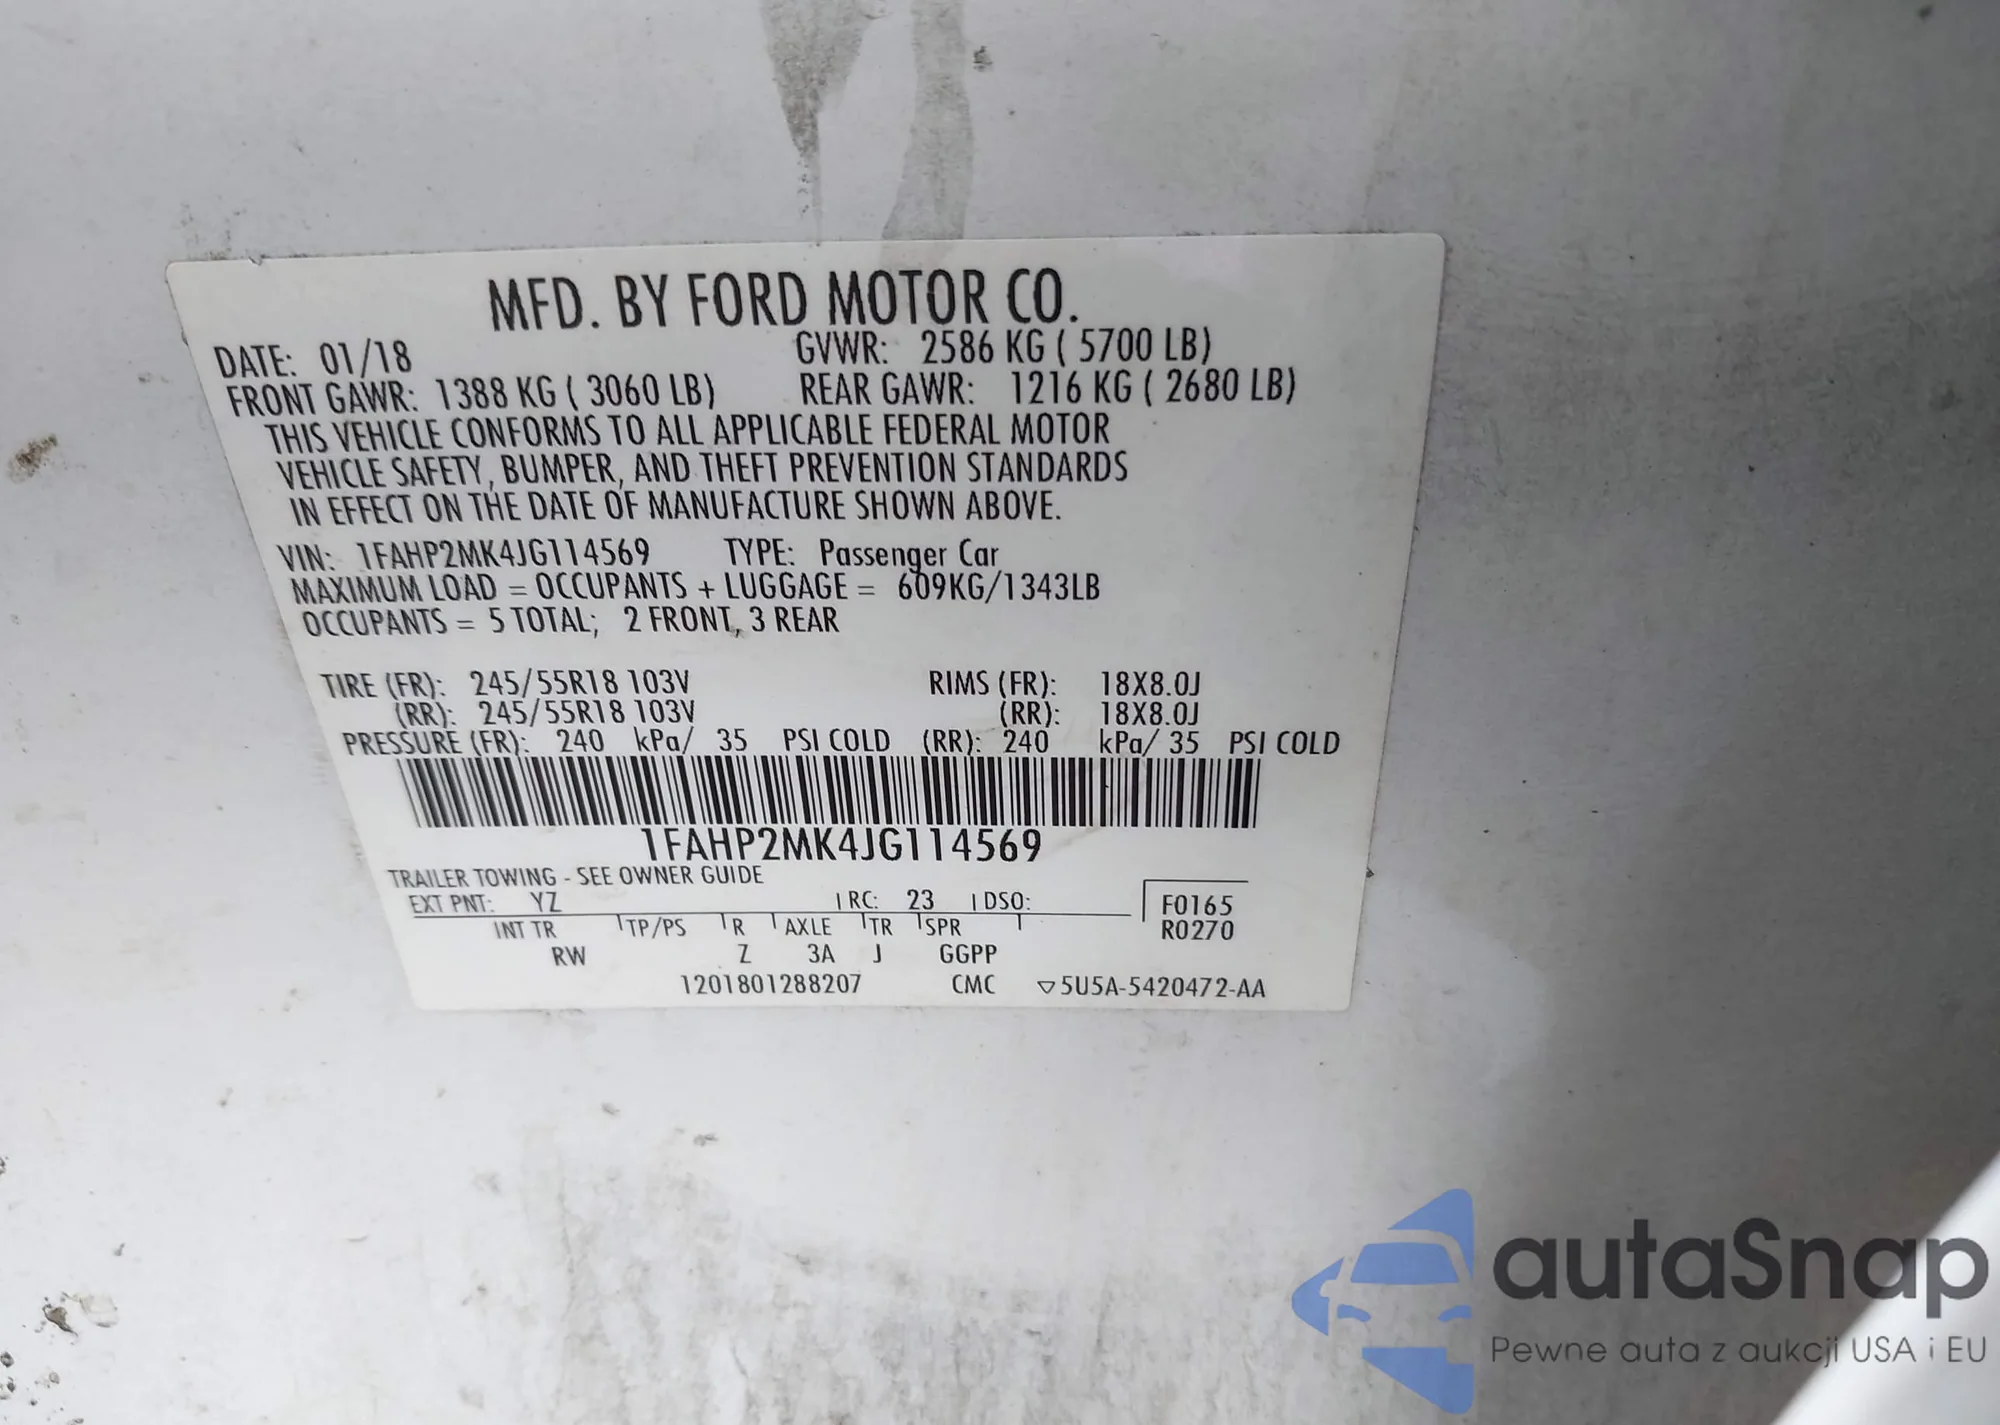 MFD. BY FORD MOTOR CO.
DATE: 01/18 GVWR: 2586 KG ( 5700 LB)
FRONT GAWR: 1388 KG ( 3060 LB) REAR GAWR: 1216 KG ( 2680 LB)
THIS VEHICLE CONFORMS TO ALL APPLICABLE FEDERAL MOTOR
VEHICLE SAFETY, BUMPER, AND THEFT PREVENTION STANDARDS
IN EFFECT ON THE DATE OF MANUFACTURE SHOWN ABOVE.
VIN: 1FAHP2MK4JG114569 TYPE: Passenger Car
MAXIMUM LOAD = OCCUPANTS + LUGGAGE = 609KG/1343LB
OCCUPANTS = 5 TOTAL; 2 FRONT, 3 REAR
TIRE (FR): 245/55R18 103V RIMS (FR): 18X8.0J
(RR): 245/55R18 103V (RR): 18X8.0J
PRESSURE (FR): 240 kPa/ 35 PSI COLD (RR): 240 kPa/ 35 PSI COLD
1FAHP2MK4JG114569
TRAILER TOWING - SEE OWNER GUIDE
EXT PNT: YZ RC: 23 DSO: F0165
INT TR TP/PS R AXLE TR SPR R0270
RW Z 3A J GGPP
1201801288207 CMC ▽5U5A-5420472-AA
autaSnap
Pewne auta z aukcji USA i EU